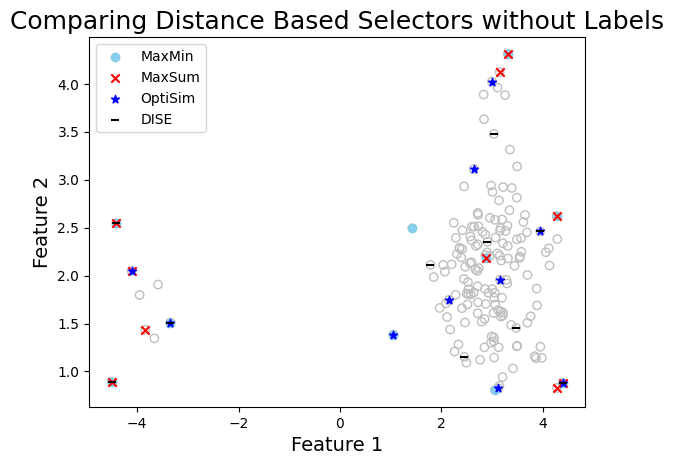 Comparing Distance Based Selectors without Labels
MaxMin
MaxSum
OptiSim
DISE
4.0
3.5
3.0
2.5
2.0
1.5
1.0
Feature 2
−4
−2
0
2
4
Feature 1